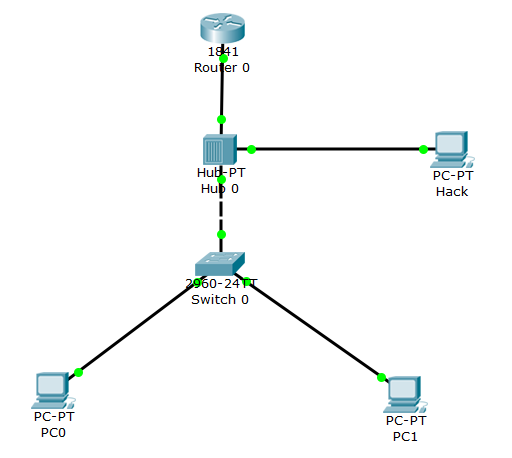 1841
Router 0
Hub-PT
Hub 0
PC-PT
Hack
2960-24TT
Switch 0
PC-PT
PC0
PC-PT
PC1